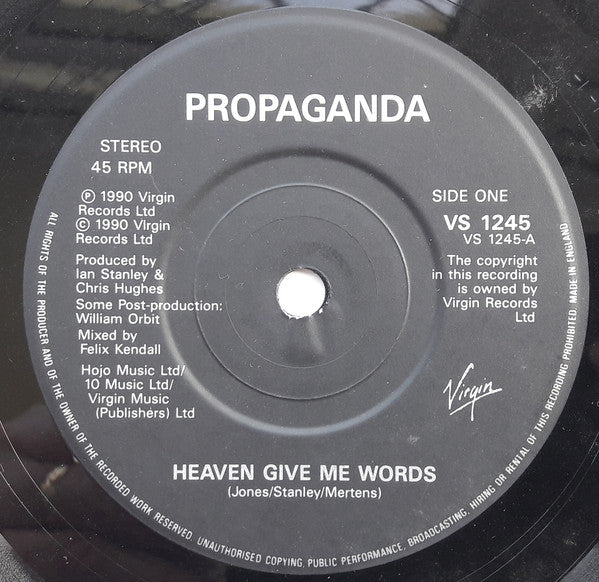 PROPAGANDA
STEREO
45 RPM
℗ 1990 Virgin
Records Ltd
© 1990 Virgin
Records Ltd
Produced by
Ian Stanley &
Chris Hughes
Some Post-production:
William Orbit
Mixed by
Felix Kendall
Hojo Music Ltd/
10 Music Ltd/
Virgin Music
(Publishers) Ltd
SIDE ONE
VS 1245
VS 1245-A
The copyright
in this recording
is owned by
Virgin Records
Ltd
Virgin
HEAVEN GIVE ME WORDS
(Jones/Stanley/Mertens)
ALL RIGHTS OF THE PRODUCER AND OF THE OWNER OF THE RECORDED WORK RESERVED. UNAUTHORISED COPYING, PUBLIC PERFORMANCE, BROADCASTING, HIRING OR RENTAL OF THIS RECORDING PROHIBITED. MADE IN ENGLAND